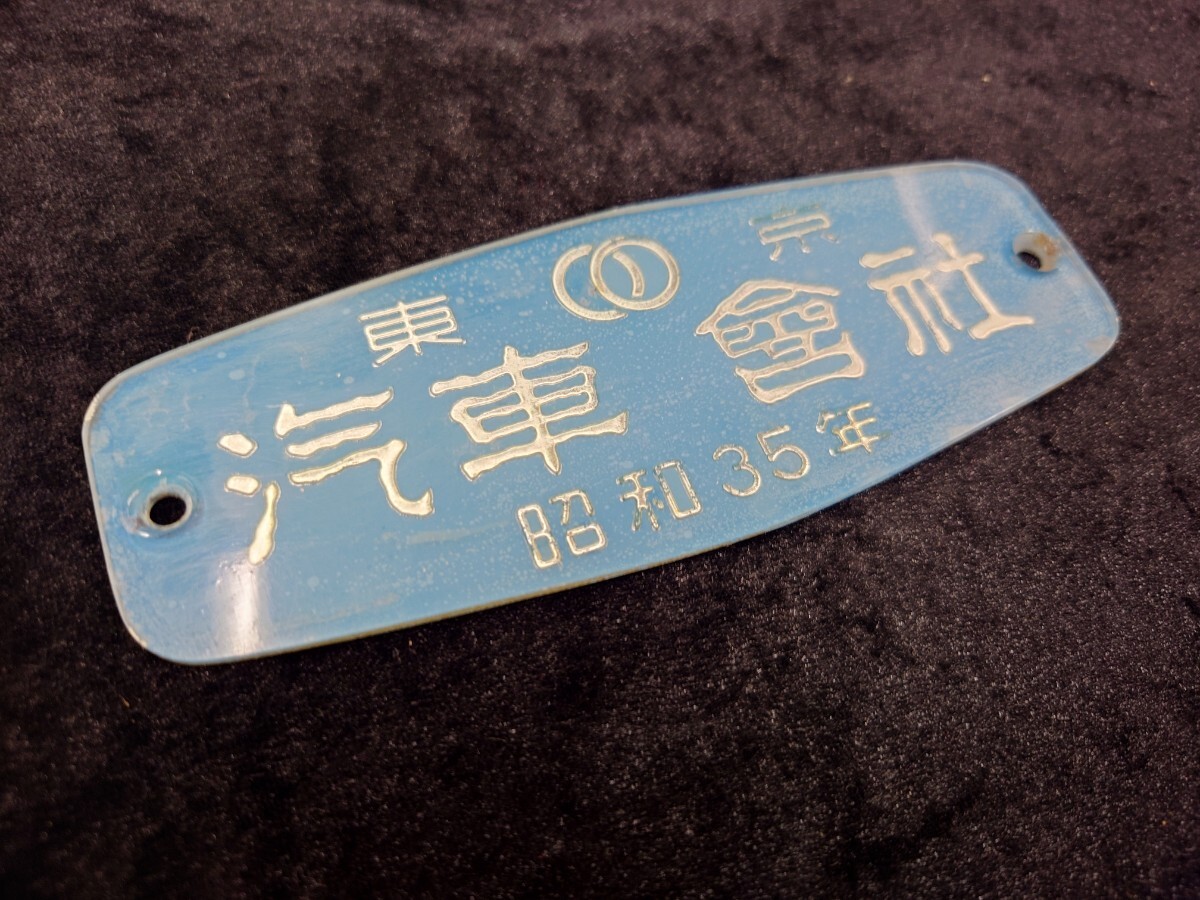 東 京
汽車會社
昭和35年